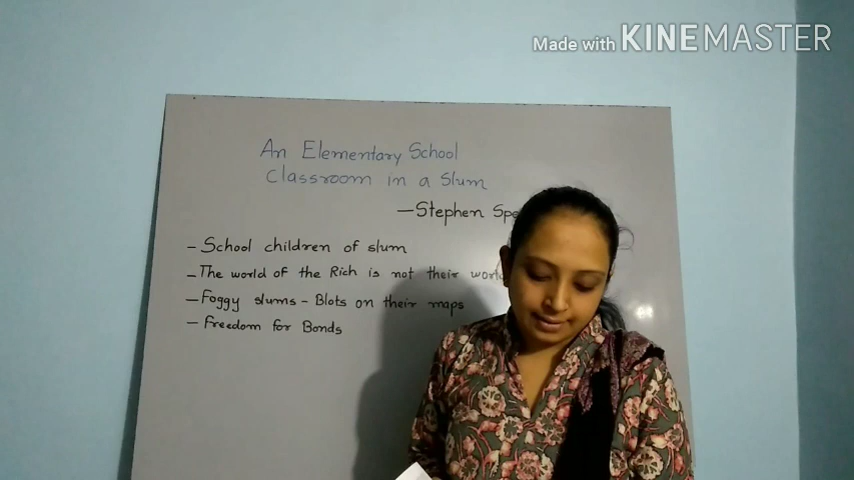 Made with KINEMASTER
An Elementary School
Classroom in a Slum
— Stephen
- School children of slum
- The world of the Rich is not their
- Foggy slums - Blots on their maps
- Freedom for Bonds